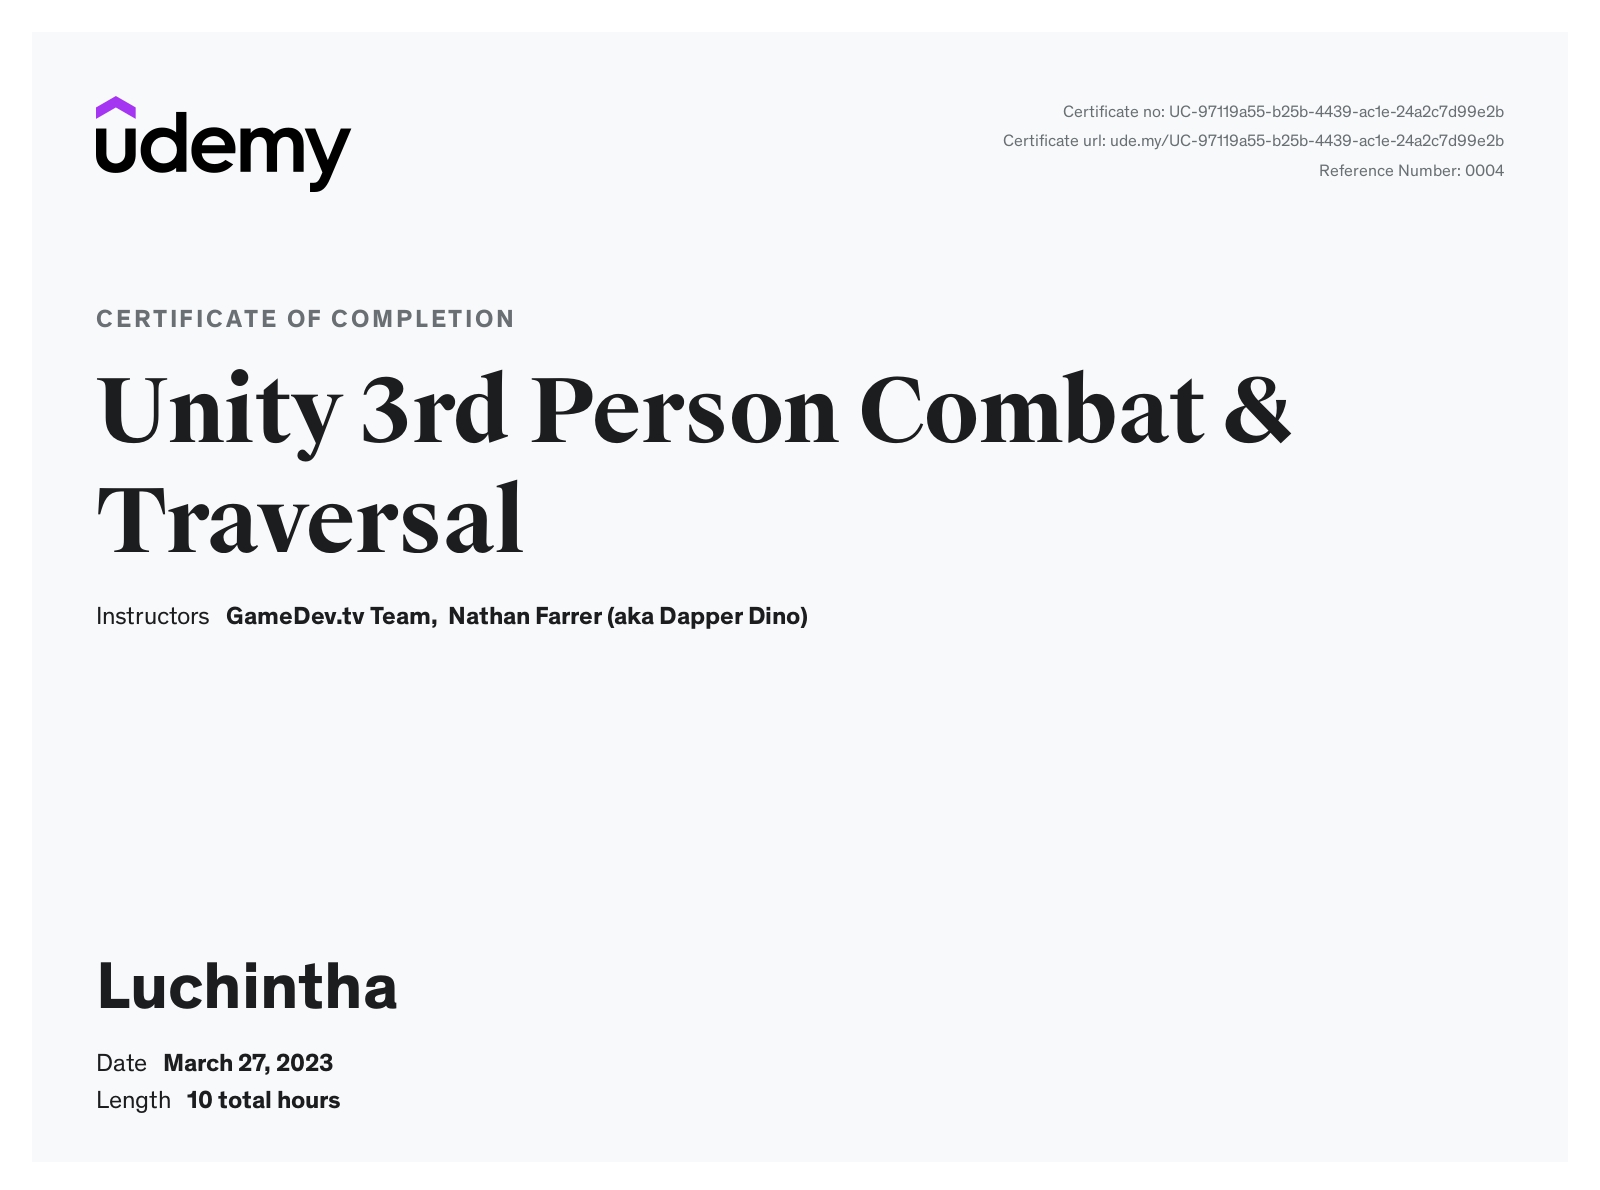 udemy
Certificate no: UC-97119a55-b25b-4439-ac1e-24a2c7d99e2b
Certificate url: ude.my/UC-97119a55-b25b-4439-ac1e-24a2c7d99e2b
Reference Number: 0004
CERTIFICATE OF COMPLETION
Unity 3rd Person Combat &
Traversal
Instructors GameDev.tv Team, Nathan Farrer (aka Dapper Dino)
Luchintha
Date March 27, 2023
Length 10 total hours